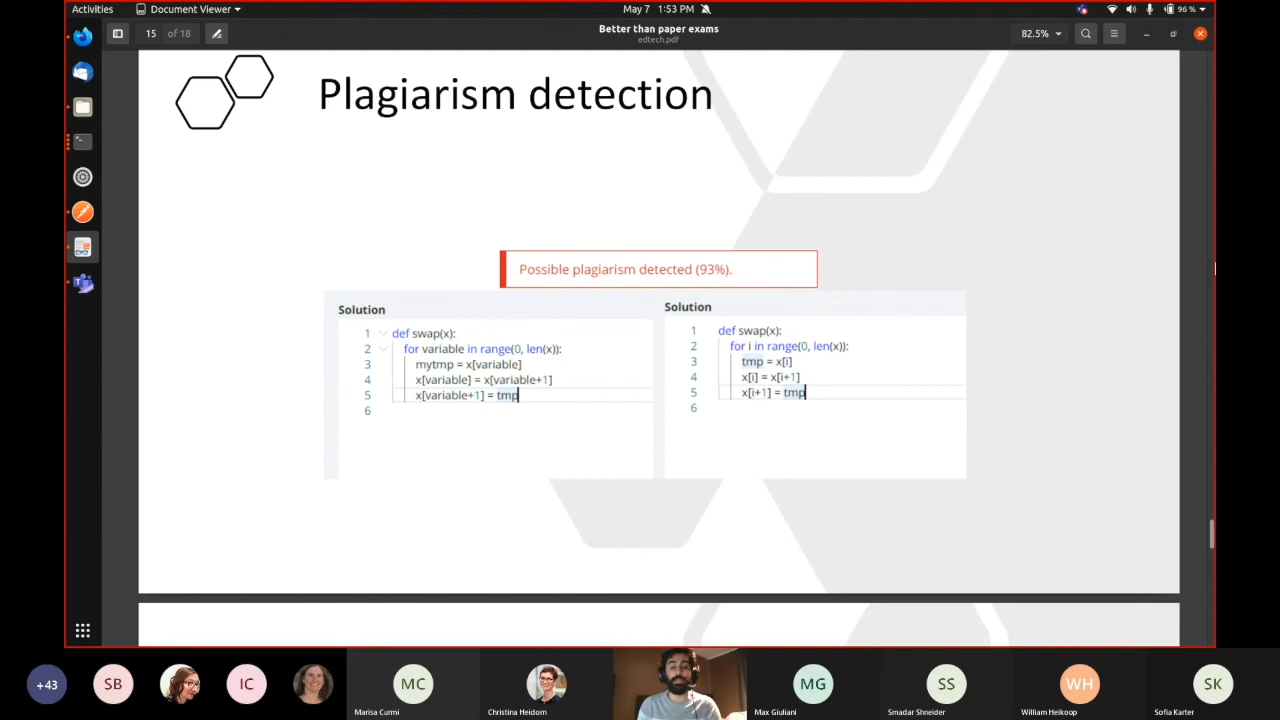 Activities Document Viewer May 7 1:53 PM 96 %
15 of 18 Better than paper exams 82.5%
edtech.pdf
Plagiarism detection
Possible plagiarism detected (93%).
Solution
1 def swap(x):
2 for variable in range(0, len(x)):
3 mytmp = x[variable]
4 x[variable] = x[variable+1]
5 x[variable+1] = tmp
6
Solution
1 def swap(x):
2 for i in range(0, len(x)):
3 tmp = x[i]
4 x[i] = x[i+1]
5 x[i+1] = tmp
6
+43 SB IC MC MG SS WH SK
Marisa Curmi Christina Heidorn Max Giuliani Smadar Shneider William Heikoop Sofia Karter